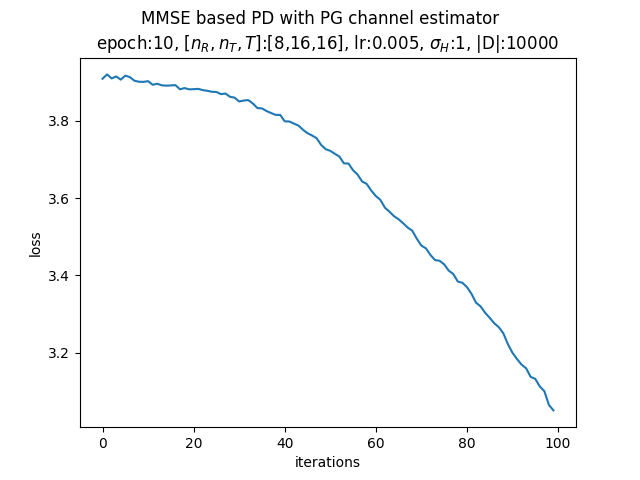 MMSE based PD with PG channel estimator
epoch:10, [n_R, n_T, T]:[8,16,16], lr:0.005, σ_H:1, |D|:10000
3.8
3.6
3.4
3.2
loss
0 20 40 60 80 100
iterations